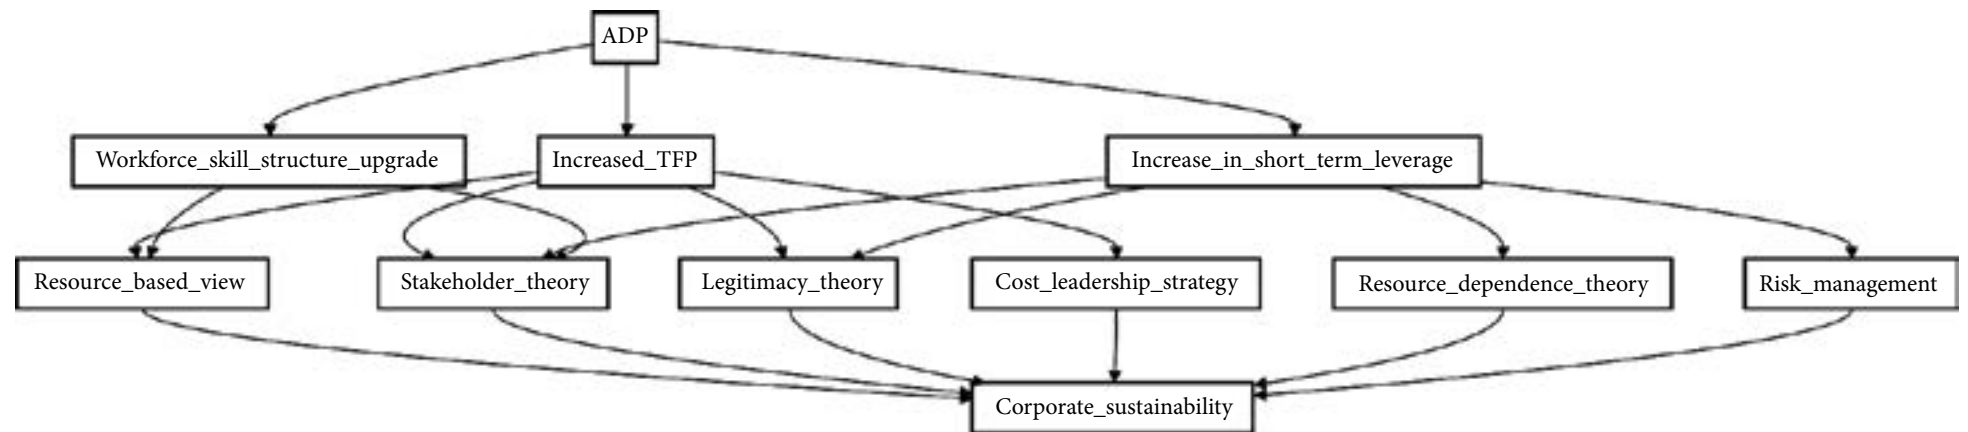 ADP
Workforce_skill_structure_upgrade
Increased_TFP
Increase_in_short_term_leverage
Resource_based_view
Stakeholder_theory
Legitimacy_theory
Cost_leadership_strategy
Resource_dependence_theory
Risk_management
Corporate_sustainability